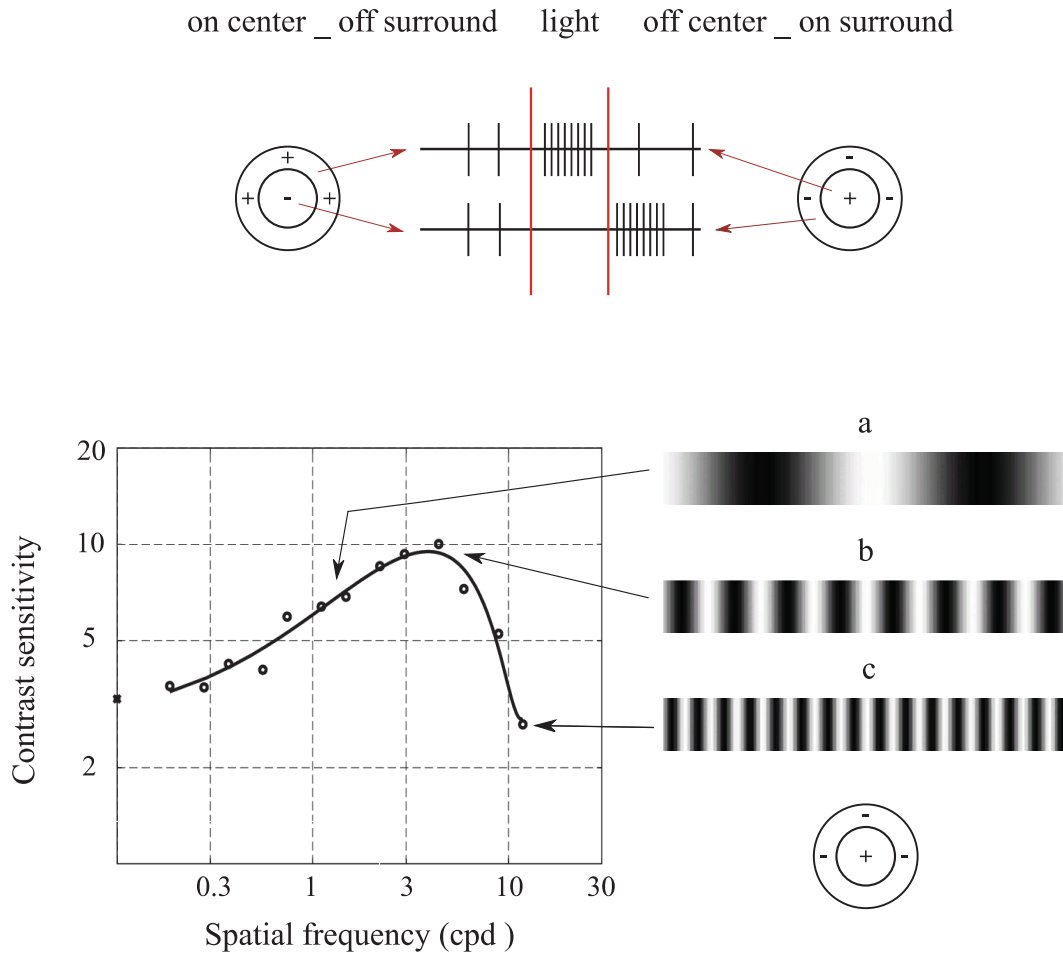 on center _ off surround light off center _ on surround
+
+ - +
-
- + -
a
20
10
b
5
c
2
Contrast sensitivity
0.3 1 3 10 30
Spatial frequency (cpd )
-
- + -